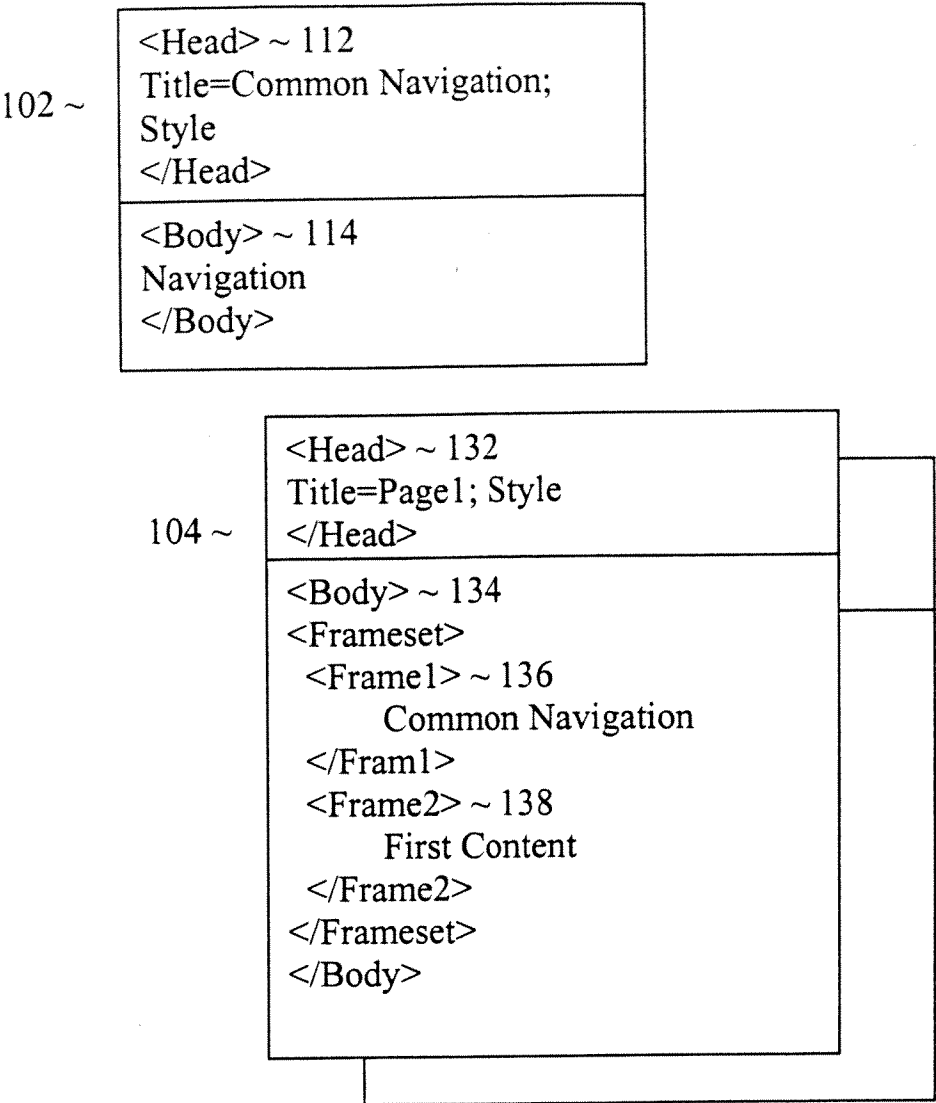 <Head> ~ 112
102 ~
Title=Common Navigation;
Style
</Head>
<Body> ~ 114
Navigation
</Body>
<Head> ~ 132
Title=Page1; Style
104 ~
</Head>
<Body> ~ 134
<Frameset>
<Frame1> ~ 136
Common Navigation
</Fram1>
<Frame2> ~ 138
First Content
</Frame2>
</Frameset>
</Body>